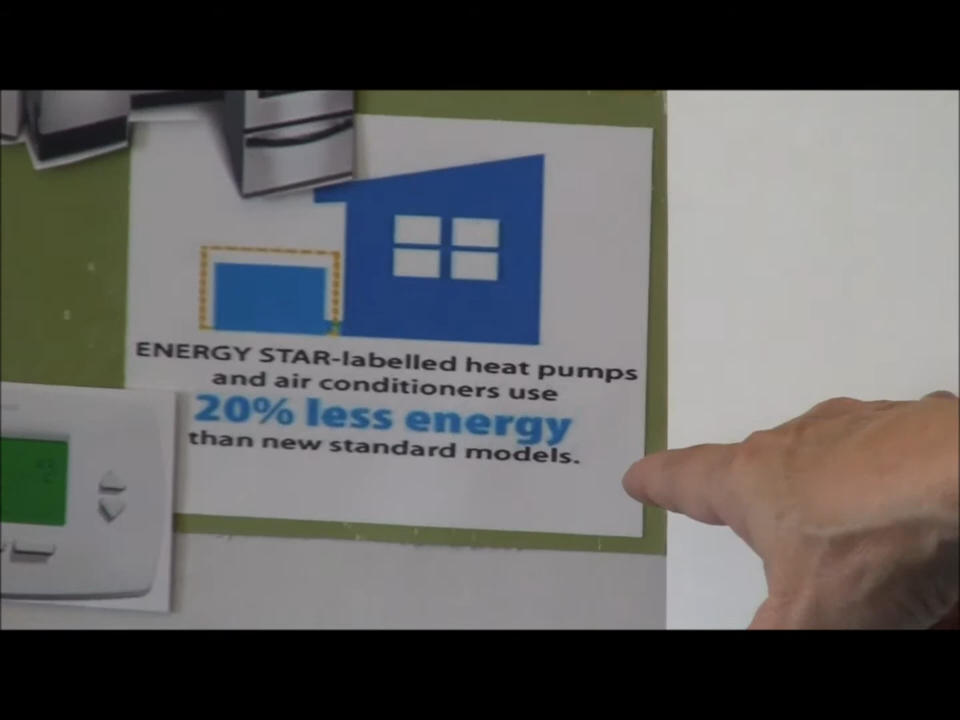 ENERGY STAR-labelled heat pumps
and air conditioners use
20% less energy
than new standard models.